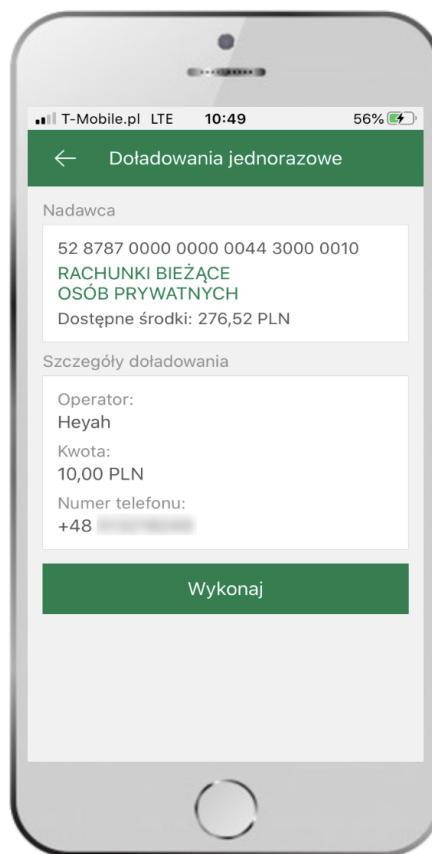 T-Mobile.pl LTE 10:49 56%
Doładowania jednorazowe
Nadawca
52 8787 0000 0000 0044 3000 0010
RACHUNKI BIEŻĄCE
OSÓB PRYWATNYCH
Dostępne środki: 276,52 PLN
Szczegóły doładowania
Operator:
Heyah
Kwota:
10,00 PLN
Numer telefonu:
+48
Wykonaj